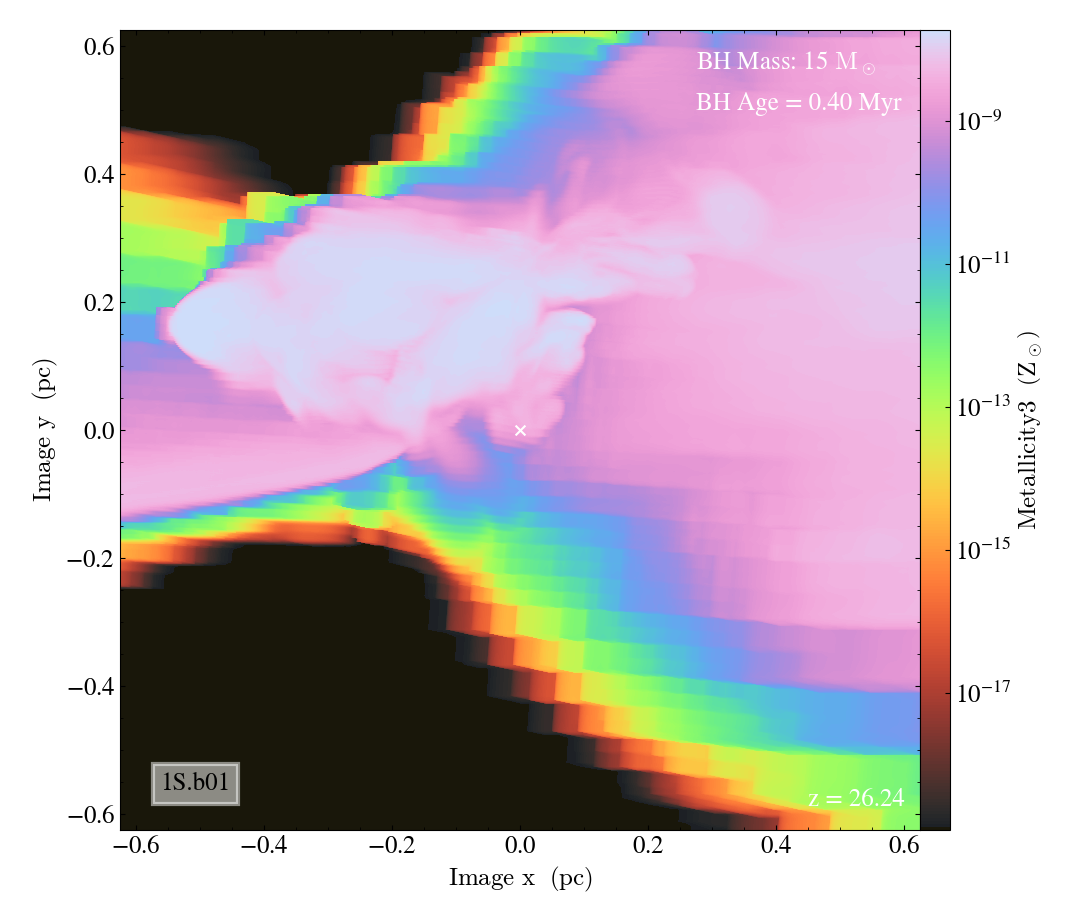 BH Mass: 15 M☉
BH Age = 0.40 Myr
0.6
0.4
0.2
0.0
−0.2
−0.4
−0.6
Image y (pc)
1S.b01
z = 26.24
−0.6 −0.4 −0.2 0.0 0.2 0.4 0.6
Image x (pc)
10⁻⁹
10⁻¹¹
10⁻¹³
10⁻¹⁵
10⁻¹⁷
Metallicity3 (Z☉)